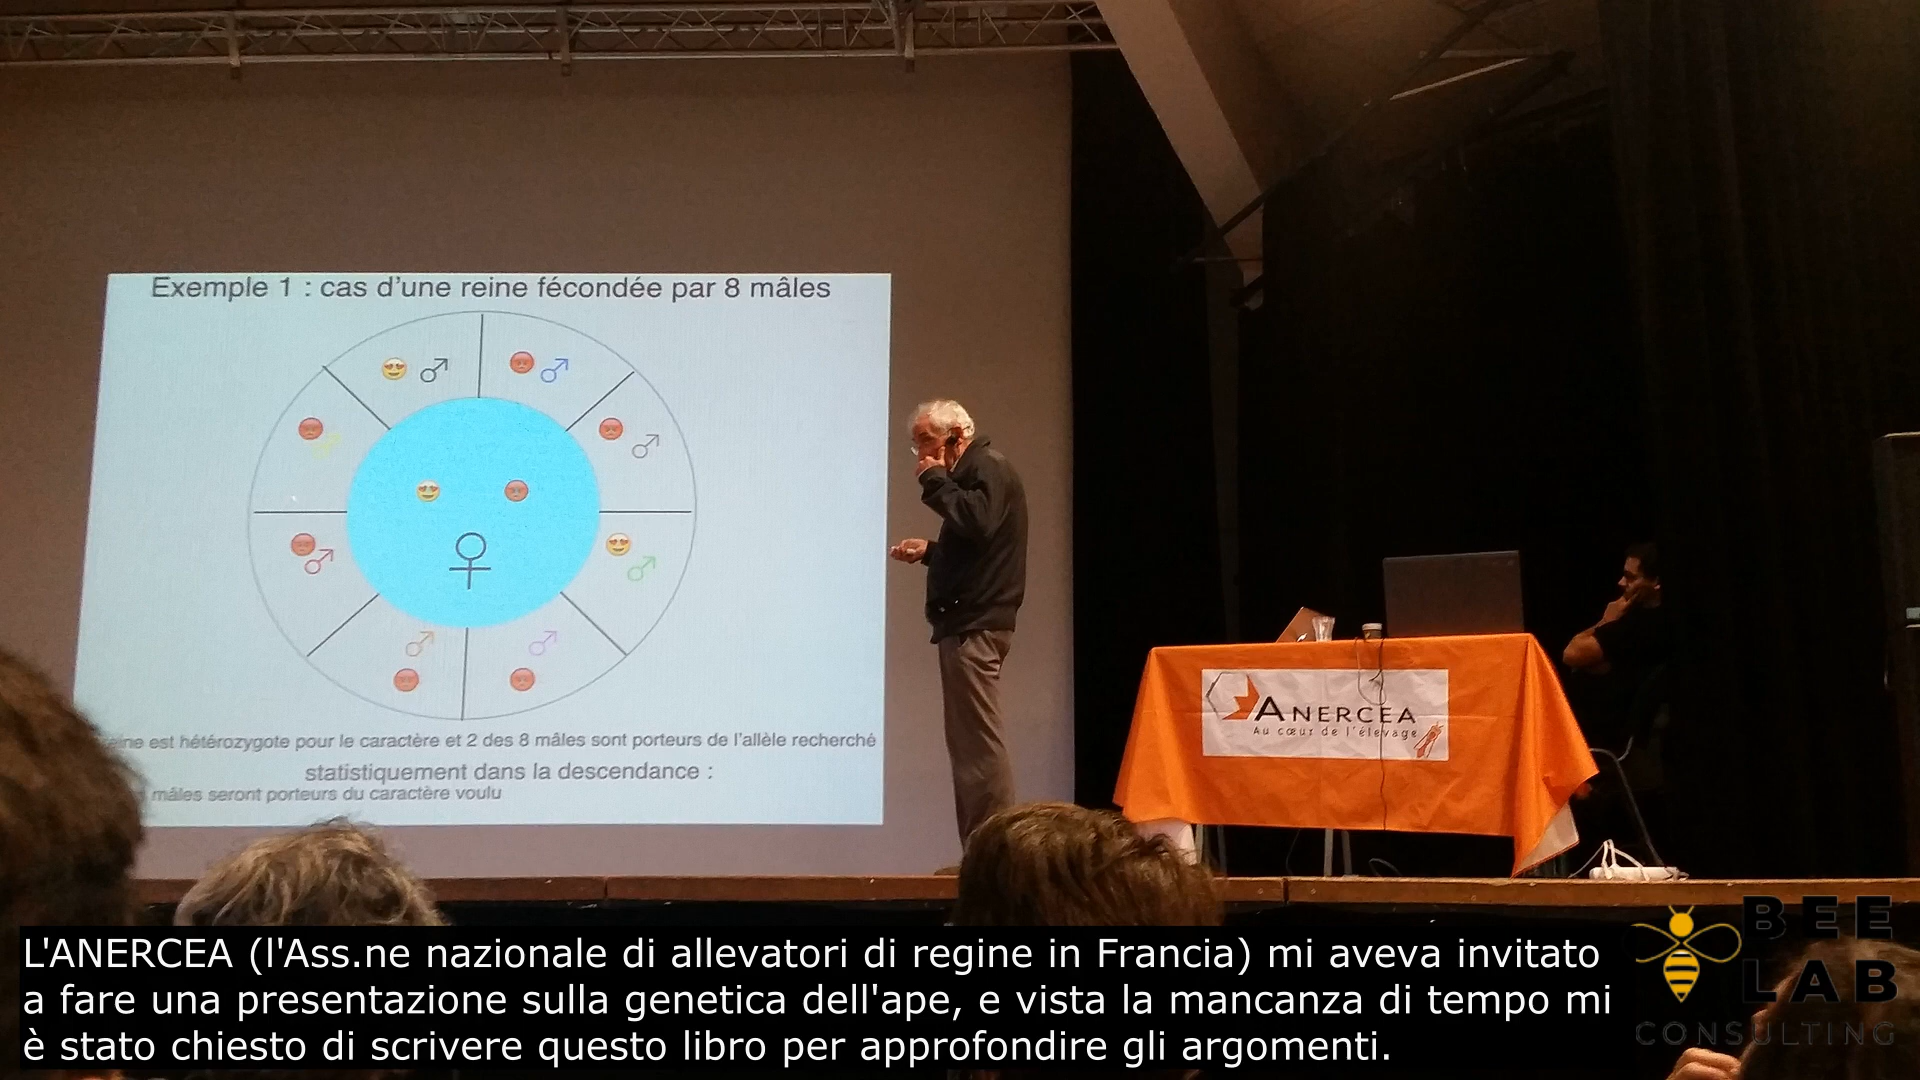 Exemple 1 : cas d'une reine fécondée par 8 mâles
est hétérozygote pour le caractère et 2 des 8 mâles sont porteurs de l'allèle recherché
statistiquement dans la descendance :
mâles seront porteurs du caractère voulu
ANERCEA
Au cœur de l'élevage
L'ANERCEA (l'Ass.ne nazionale di allevatori di regine in Francia) mi aveva invitato
a fare una presentazione sulla genetica dell'ape, e vista la mancanza di tempo mi
è stato chiesto di scrivere questo libro per approfondire gli argomenti.
BEE
LAB
CONSULTING